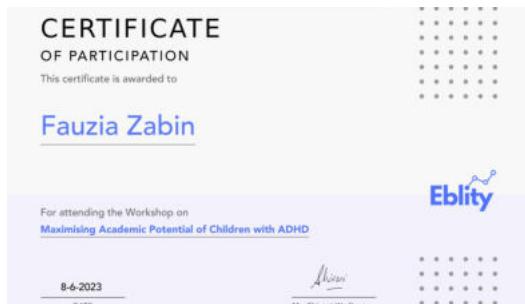 CERTIFICATE
OF PARTICIPATION
This certificate is awarded to
Fauzia Zabin
Eblity
For attending the Workshop on
Maximising Academic Potential of Children with ADHD
8-6-2023